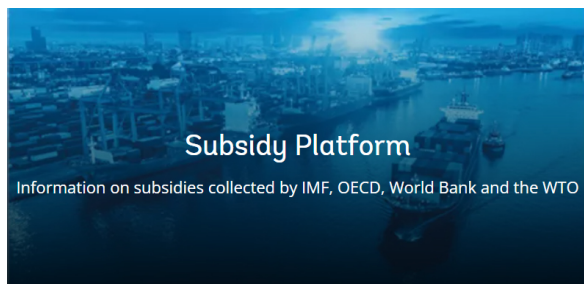 Subsidy Platform
Information on subsidies collected by IMF, OECD, World Bank and the WTO